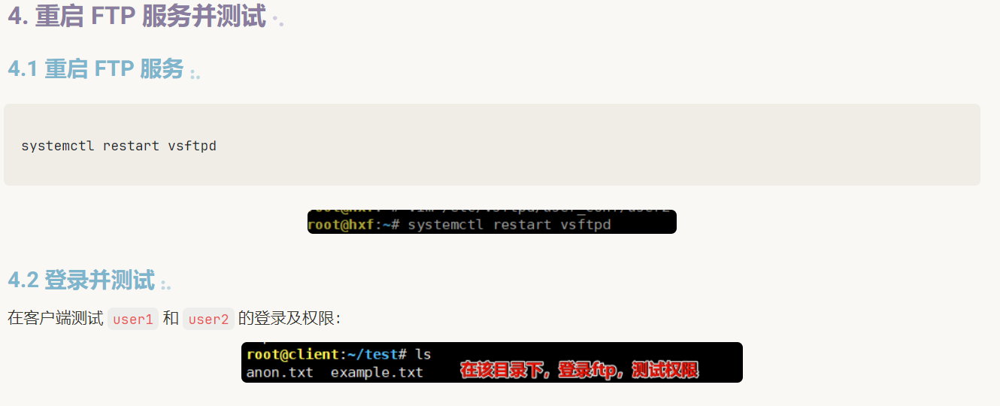 4. 重启 FTP 服务并测试
4.1 重启 FTP 服务
systemctl restart vsftpd
root@hxf:~# systemctl restart vsftpd
4.2 登录并测试
在客户端测试 user1 和 user2 的登录及权限：
root@client:~/test# ls
anon.txt example.txt 在该目录下，登录ftp，测试权限